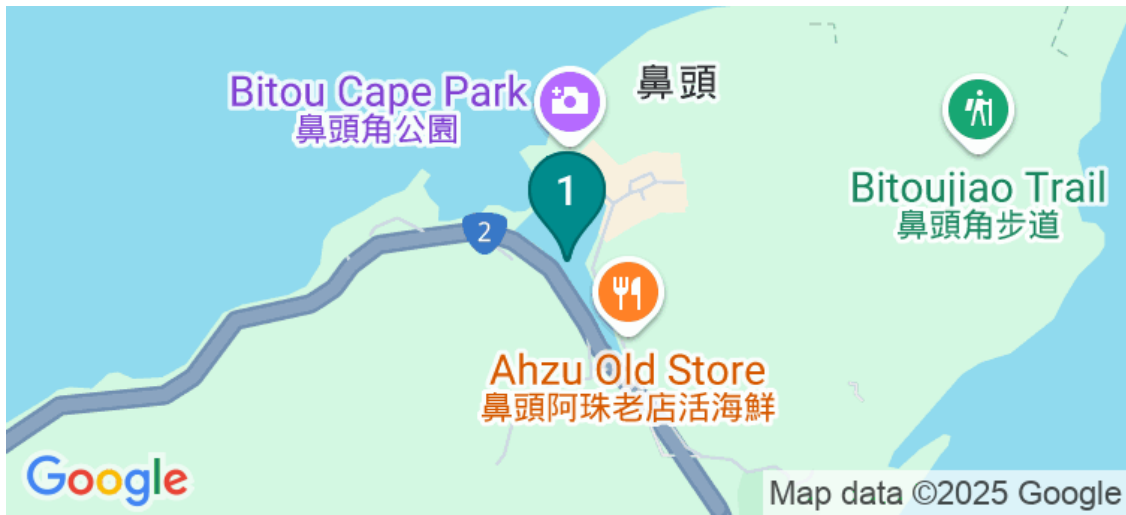 Bitou Cape Park
鼻頭角公園
鼻頭
1
2
Bitoujiao Trail
鼻頭角步道
Ahzu Old Store
鼻頭阿珠老店活海鮮
Google
Map data ©2025 Google